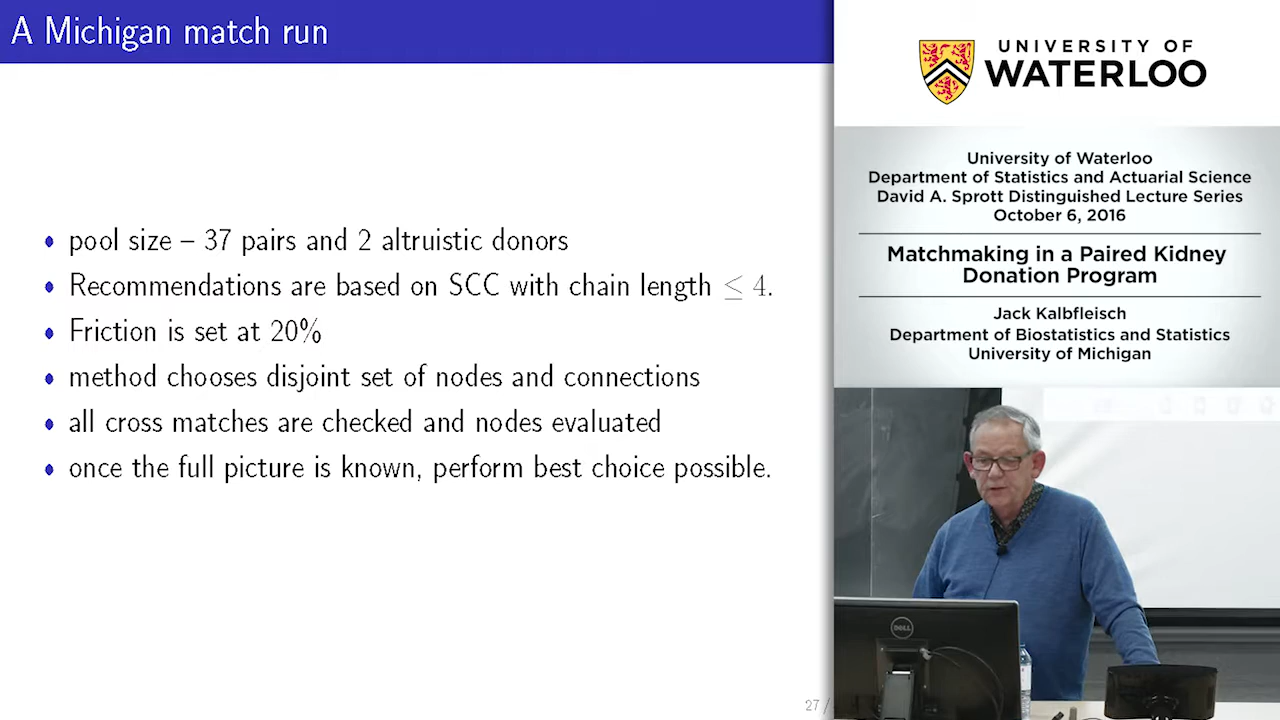 A Michigan match run
• pool size – 37 pairs and 2 altruistic donors
• Recommendations are based on SCC with chain length ≤ 4.
• Friction is set at 20%
• method chooses disjoint set of nodes and connections
• all cross matches are checked and nodes evaluated
• once the full picture is known, perform best choice possible.
27 /
UNIVERSITY OF
WATERLOO
University of Waterloo
Department of Statistics and Actuarial Science
David A. Sprott Distinguished Lecture Series
October 6, 2016
Matchmaking in a Paired Kidney
Donation Program
Jack Kalbfleisch
Department of Biostatistics and Statistics
University of Michigan
DELL